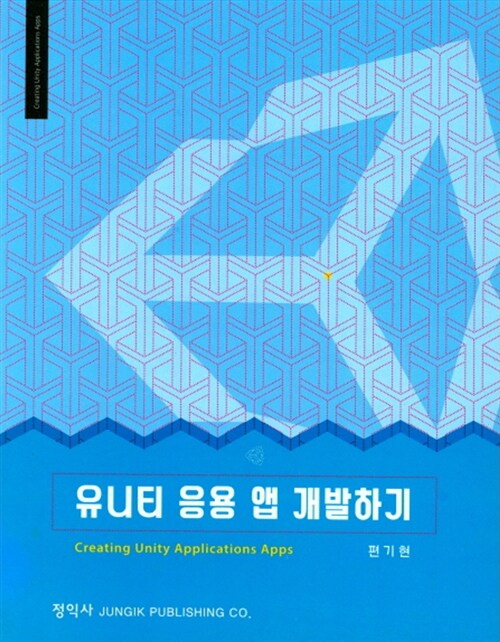 Creating Unity Applications Apps
유니티 응용 앱 개발하기
Creating Unity Applications Apps
편기현
정익사 JUNGIK PUBLISHING CO.